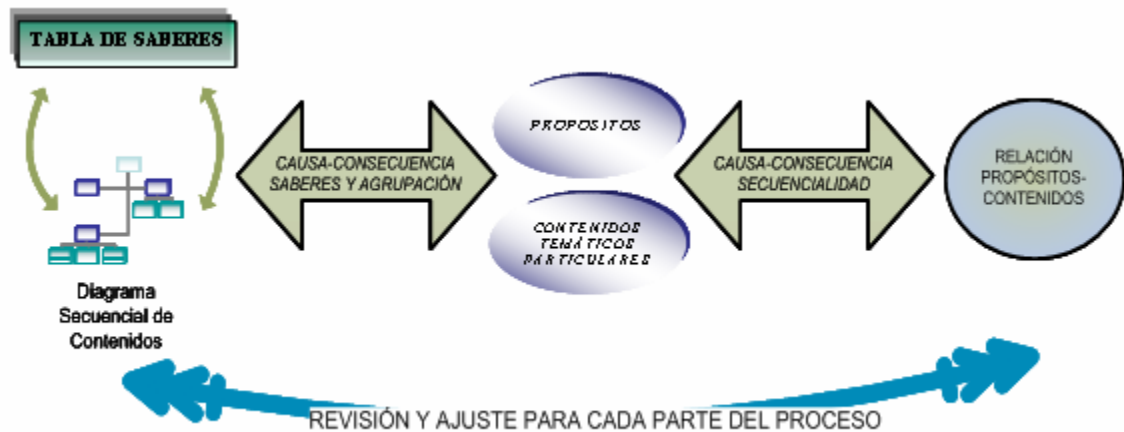 TABLA DE SABERES
Diagrama
Secuencial de
Contenidos
CAUSA-CONSECUENCIA
SABERES Y AGRUPACIÓN
PROPOSITOS
CONTENIDOS
TEMÁTICOS
PARTICULARES
CAUSA-CONSECUENCIA
SECUENCIALIDAD
RELACIÓN
PROPÓSITOS-
CONTENIDOS
REVISIÓN Y AJUSTE PARA CADA PARTE DEL PROCESO